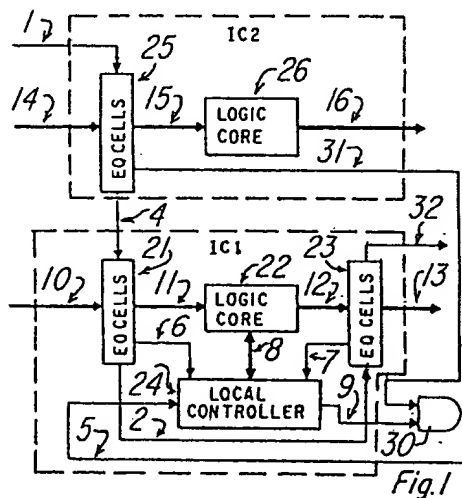 1
IC2
25
26
14
15
LOGIC
CORE
16
EQ CELLS
31
4
32
21
IC1
23
22
10
11
LOGIC
CORE
12
13
EQ CELLS
EQ CELLS
6
8
7
24
LOCAL
CONTROLLER
9
2
5
30
Fig.1